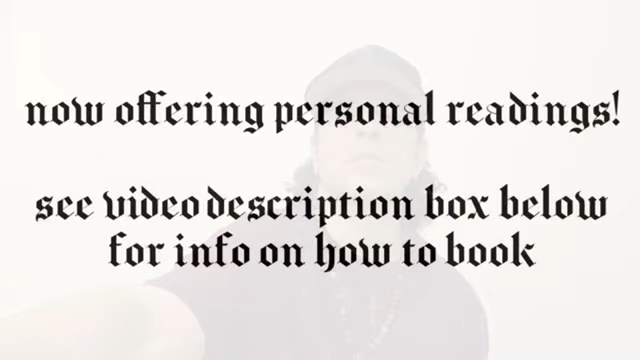 now offering personal readings!
see video description box below
for info on how to book